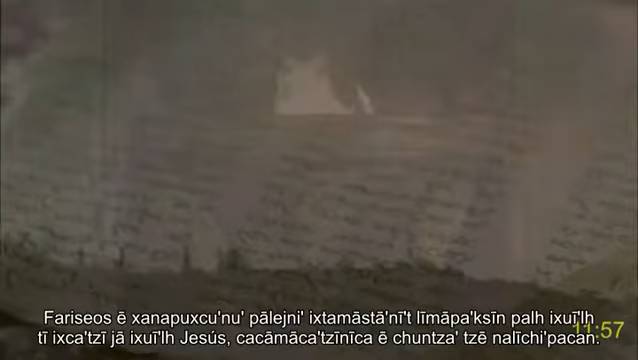 Fariseos ē xanapuxcu'nu' pālejni' ixtamāstā'nī't līmāpa'ksīn palh ixuī'lh
tī ixca'tzī jā ixuī'lh Jesús, cacāmāca'tzīnīca ē chuntza' tzē nalīchi'pacan.
11:57